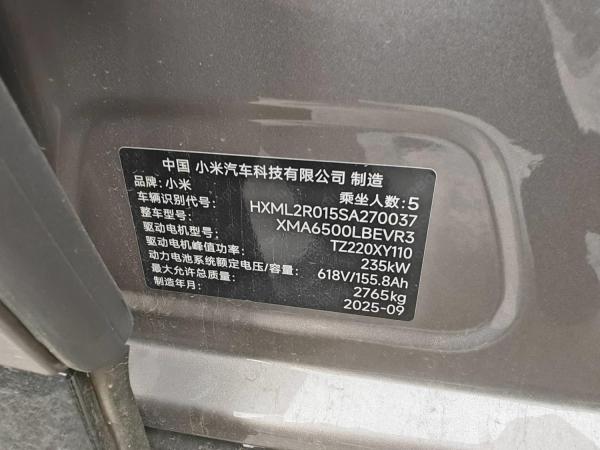 中国 小米汽车科技有限公司 制造
品牌: 小米 乘坐人数: 5
车辆识别代号: HXML2R015SA270037
整车型号: XMA6500LBEVR3
驱动电机型号: TZ220XY110
驱动电机峰值功率: 235kW
动力电池系统额定电压/容量: 618V/155.8Ah
最大允许总质量: 2765kg
制造年月: 2025-09